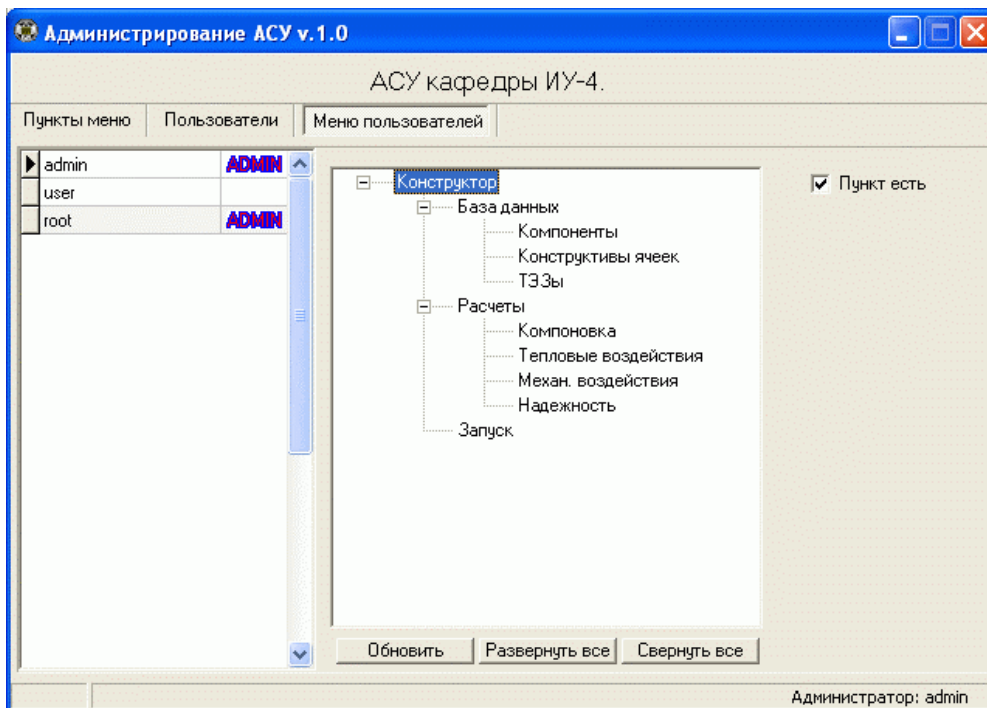 Администрирование АСУ v.1.0
АСУ кафедры ИУ-4.
Пункты меню Пользователи Меню пользователей
admin ADMIN
user
root ADMIN
Конструктор
База данных
Компоненты
Конструктивы ячеек
ТЭЗы
Расчеты
Компоновка
Тепловые воздействия
Механ. воздействия
Надежность
Запуск
Пункт есть
Обновить Развернуть все Свернуть все
Администратор: admin